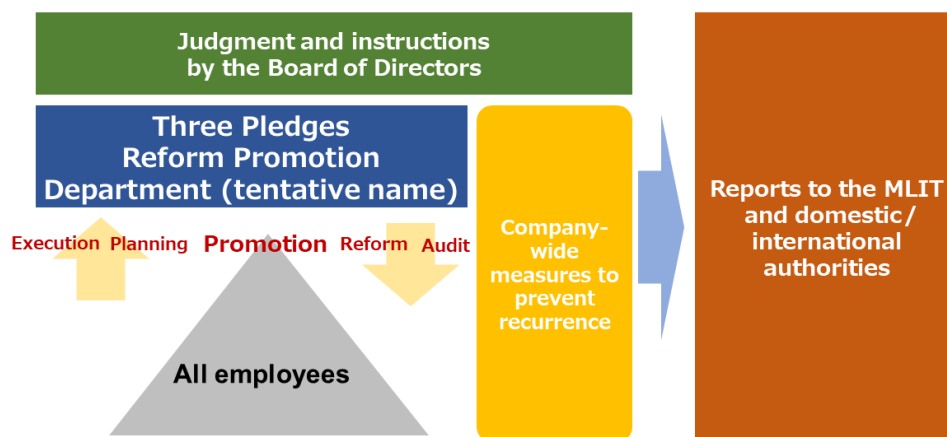 Judgment and instructions
by the Board of Directors
Three Pledges
Reform Promotion
Department (tentative name)
Execution Planning Promotion Reform Audit
All employees
Company-
wide
measures to
prevent
recurrence
Reports to the MLIT
and domestic/
international
authorities